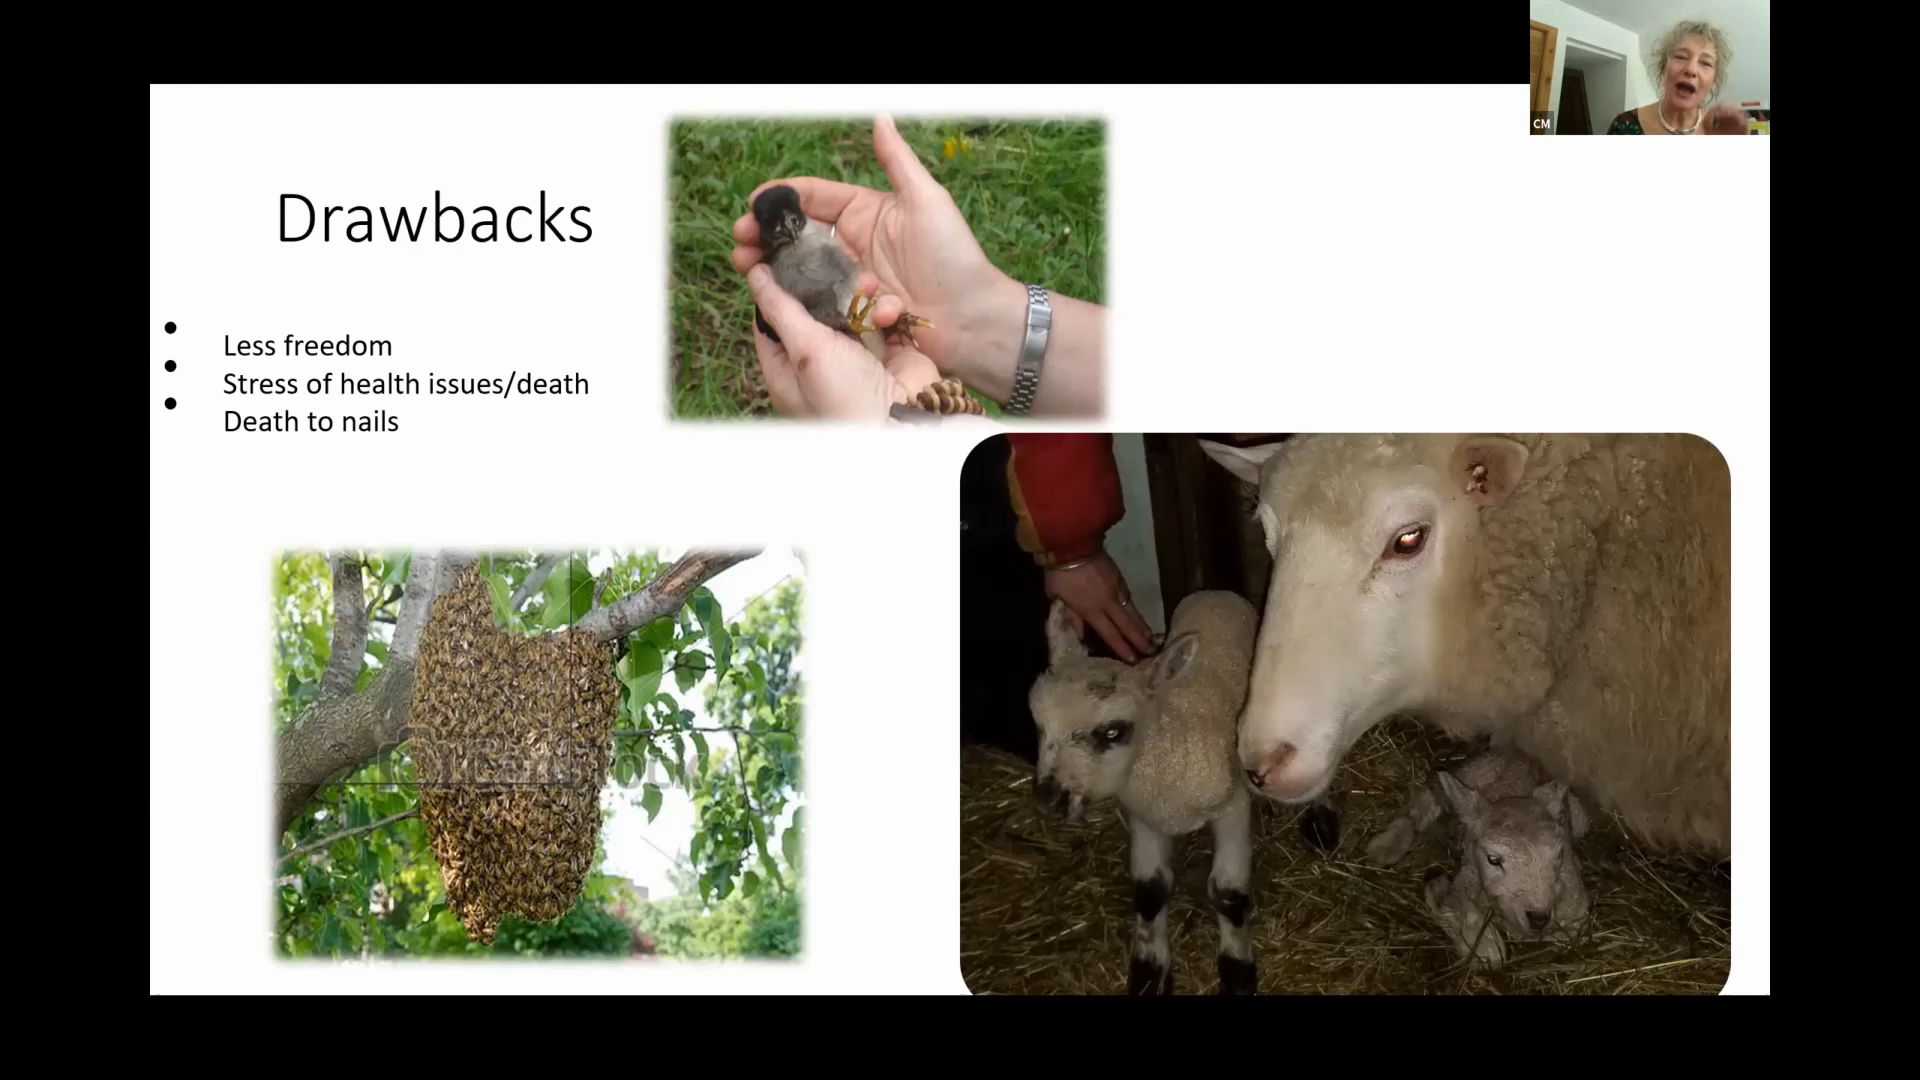 CM
Drawbacks
Less freedom
Stress of health issues/death
Death to nails